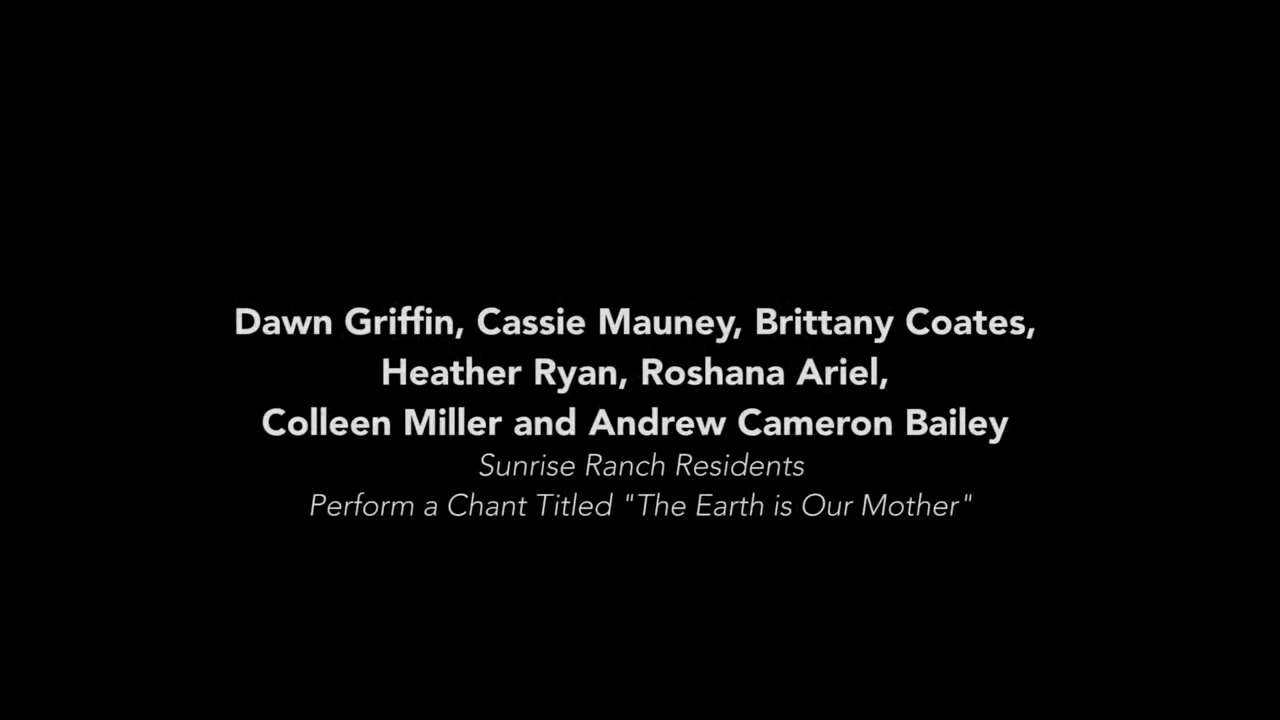 Dawn Griffin, Cassie Mauney, Brittany Coates,
Heather Ryan, Roshana Ariel,
Colleen Miller and Andrew Cameron Bailey
Sunrise Ranch Residents
Perform a Chant Titled "The Earth is Our Mother"